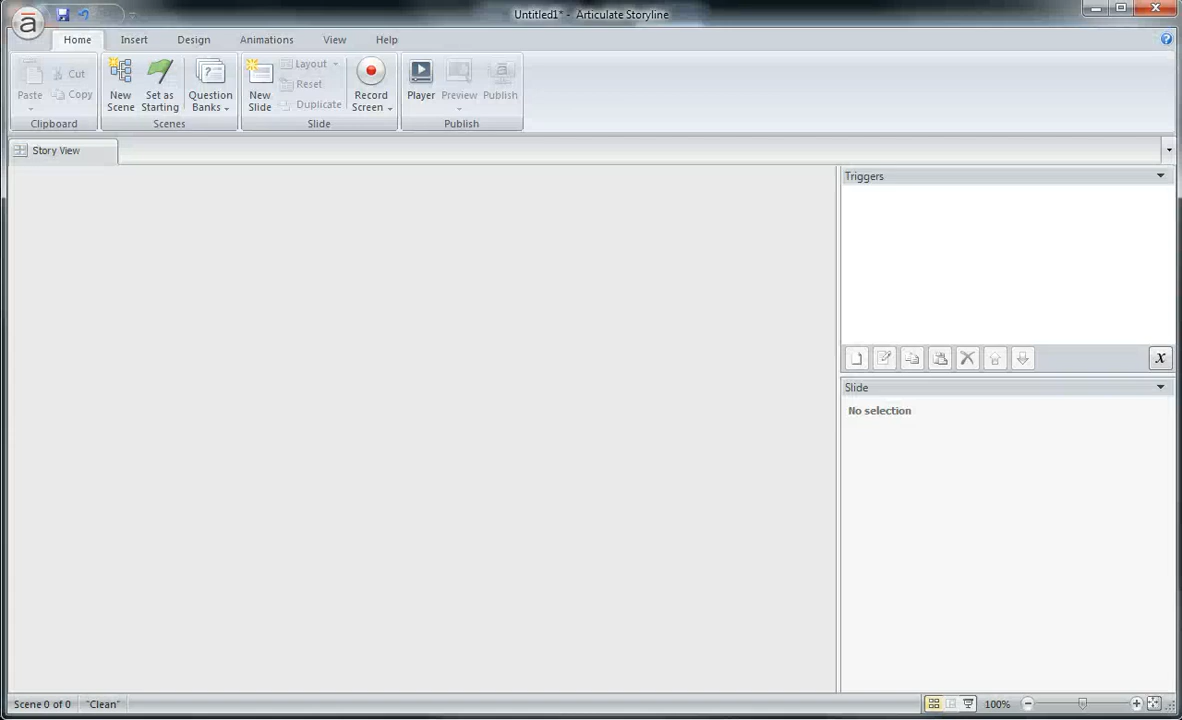 Untitled1* - Articulate Storyline
Home Insert Design Animations View Help
Paste Cut Copy
New Scene
Set as Starting
Question Banks
New Slide
Layout
Reset
Duplicate
Record Screen
Player Preview Publish
Clipboard Scenes Slide Publish
Story View
Triggers
x
Slide
No selection
Scene 0 of 0 "Clean" 100%